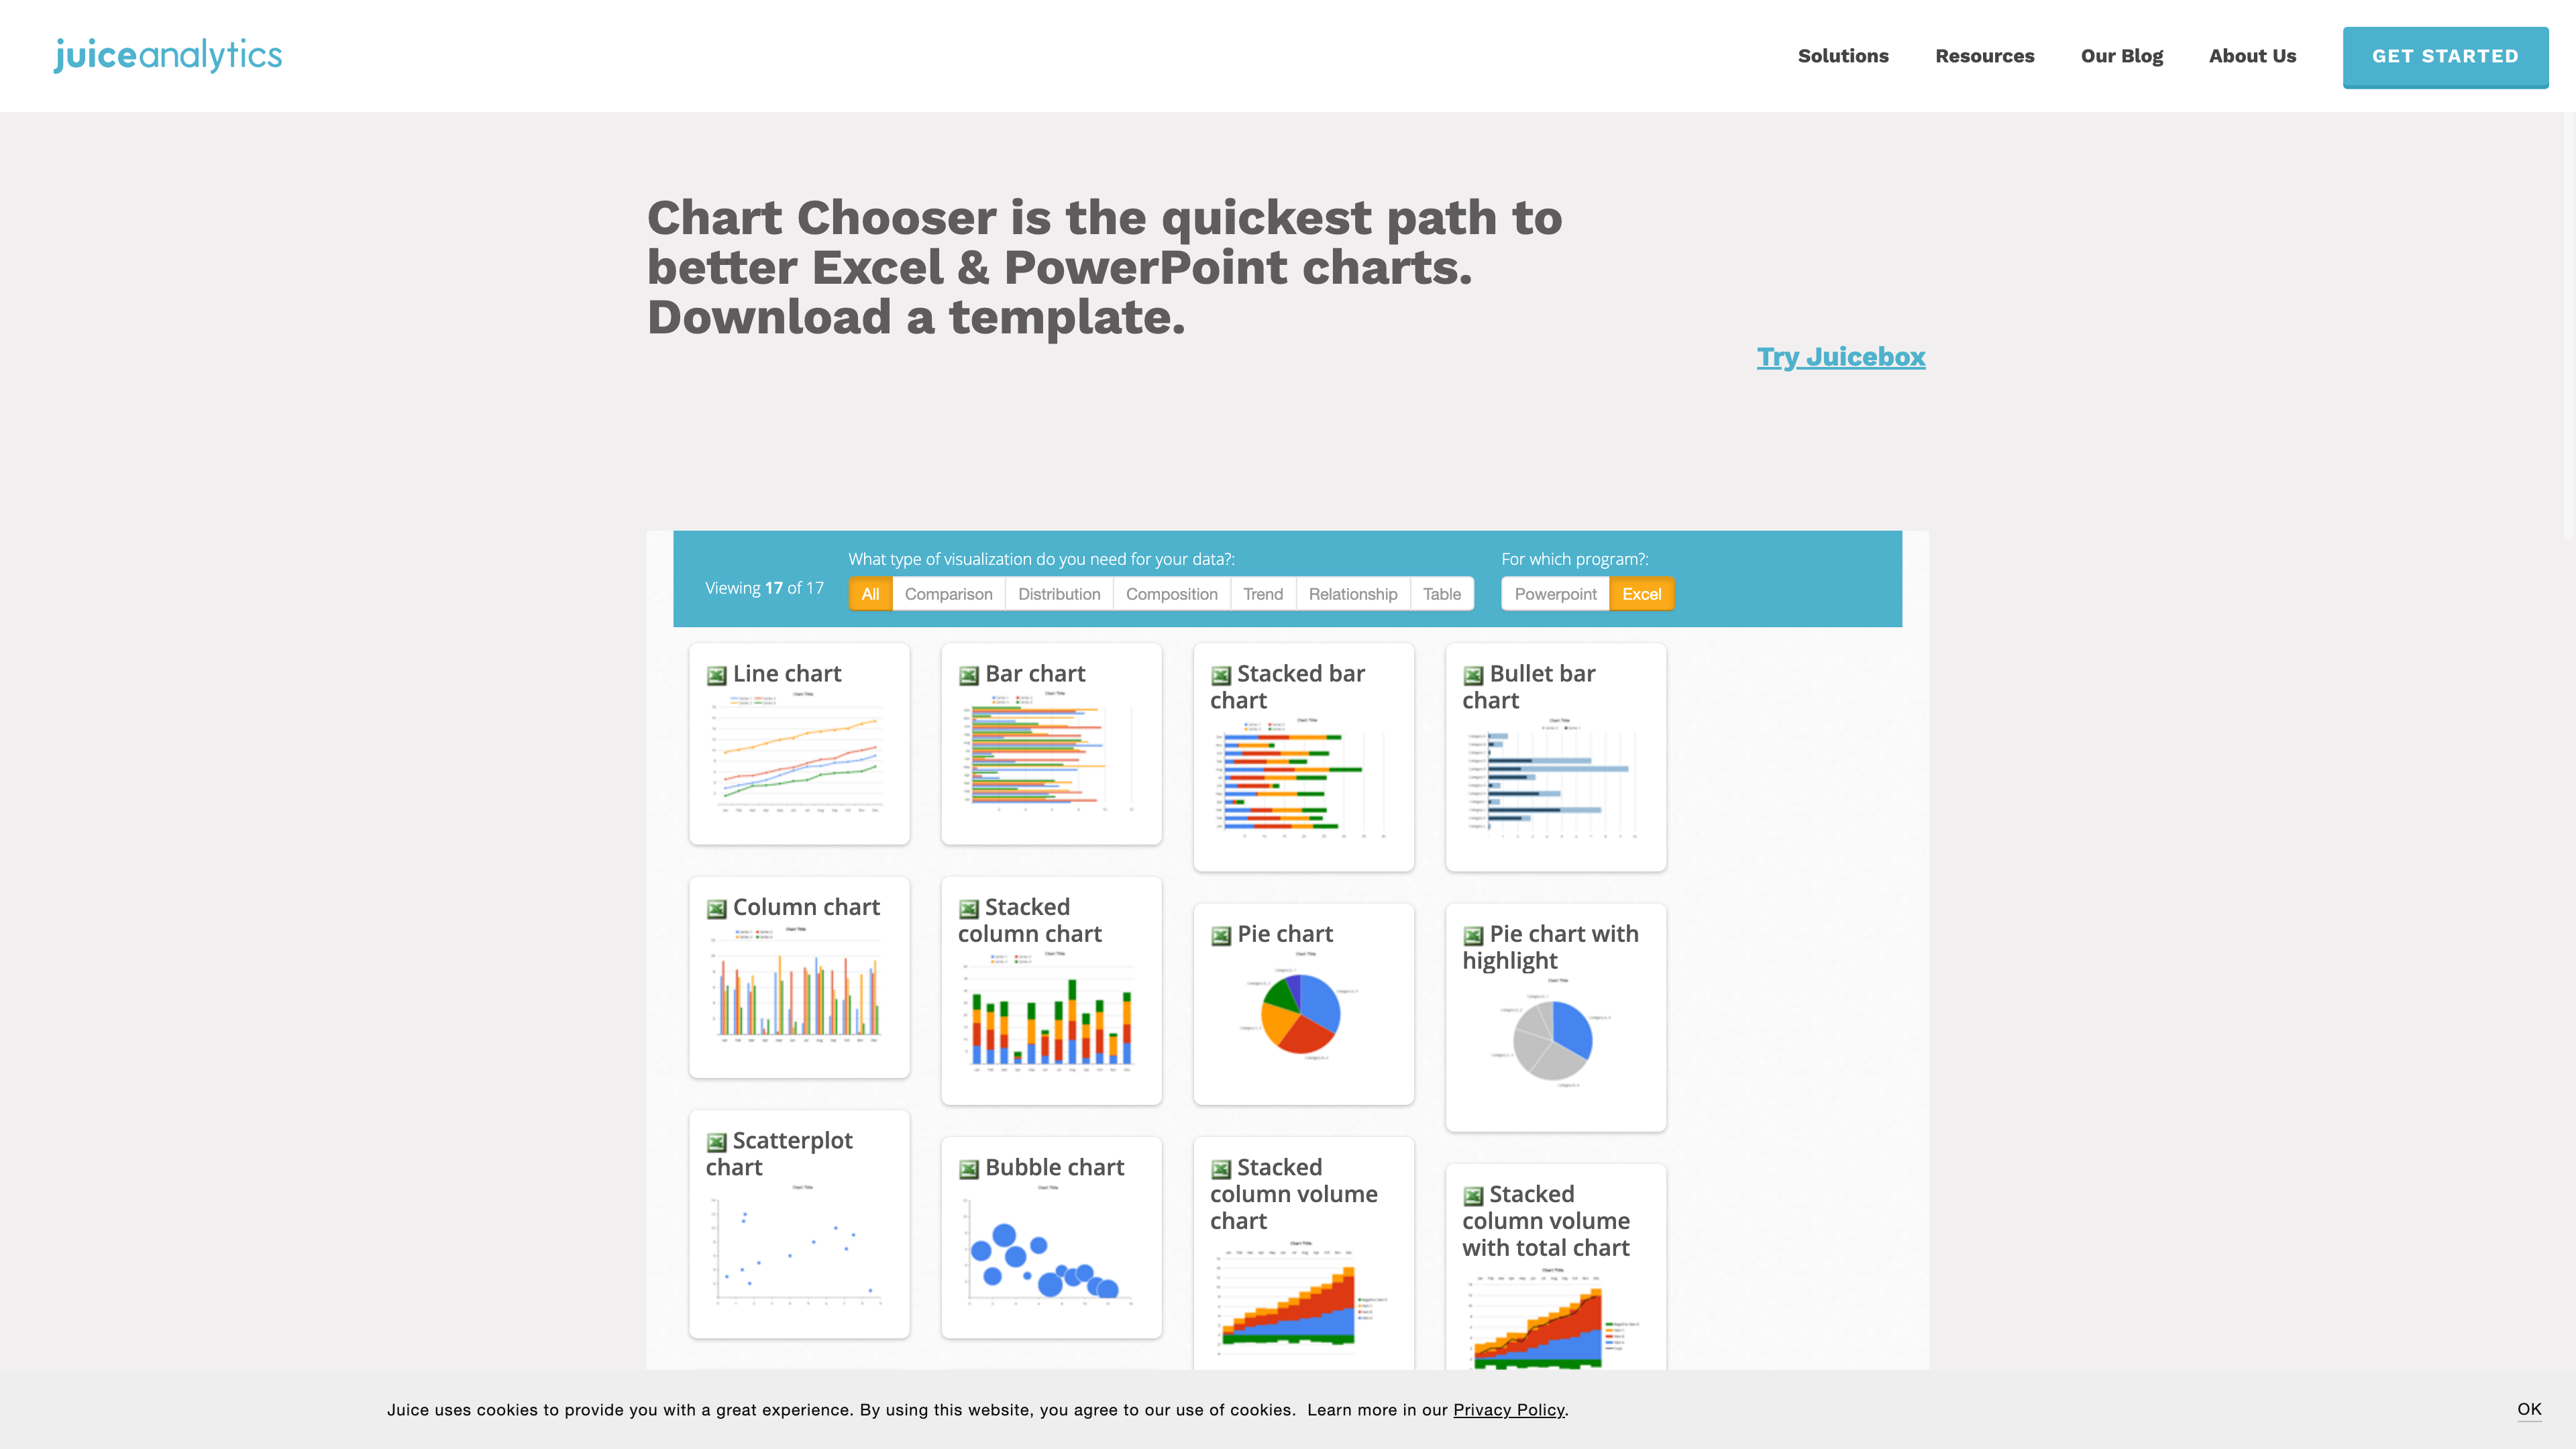 juiceanalytics
Solutions
Resources
Our Blog
About Us
GET STARTED
Chart Chooser is the quickest path to
better Excel & PowerPoint charts.
Download a template.
Try Juicebox
Viewing 17 of 17
What type of visualization do you need for your data?:
All
Comparison
Distribution
Composition
Trend
Relationship
Table
For which program?:
Powerpoint
Excel
Line chart
Bar chart
Stacked bar
chart
Bullet bar
chart
Column chart
Stacked
column chart
Pie chart
Pie chart with
highlight
Scatterplot
chart
Bubble chart
Stacked
column volume
chart
Stacked
column volume
with total chart
Juice uses cookies to provide you with a great experience. By using this website, you agree to our use of cookies.  Learn more in our Privacy Policy.
OK